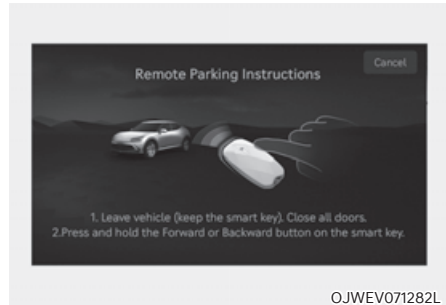 Cancel
Remote Parking Instructions
1. Leave vehicle (keep the smart key). Close all doors.
2.Press and hold the Forward or Backward button on the smart key.
OJWEV071282L